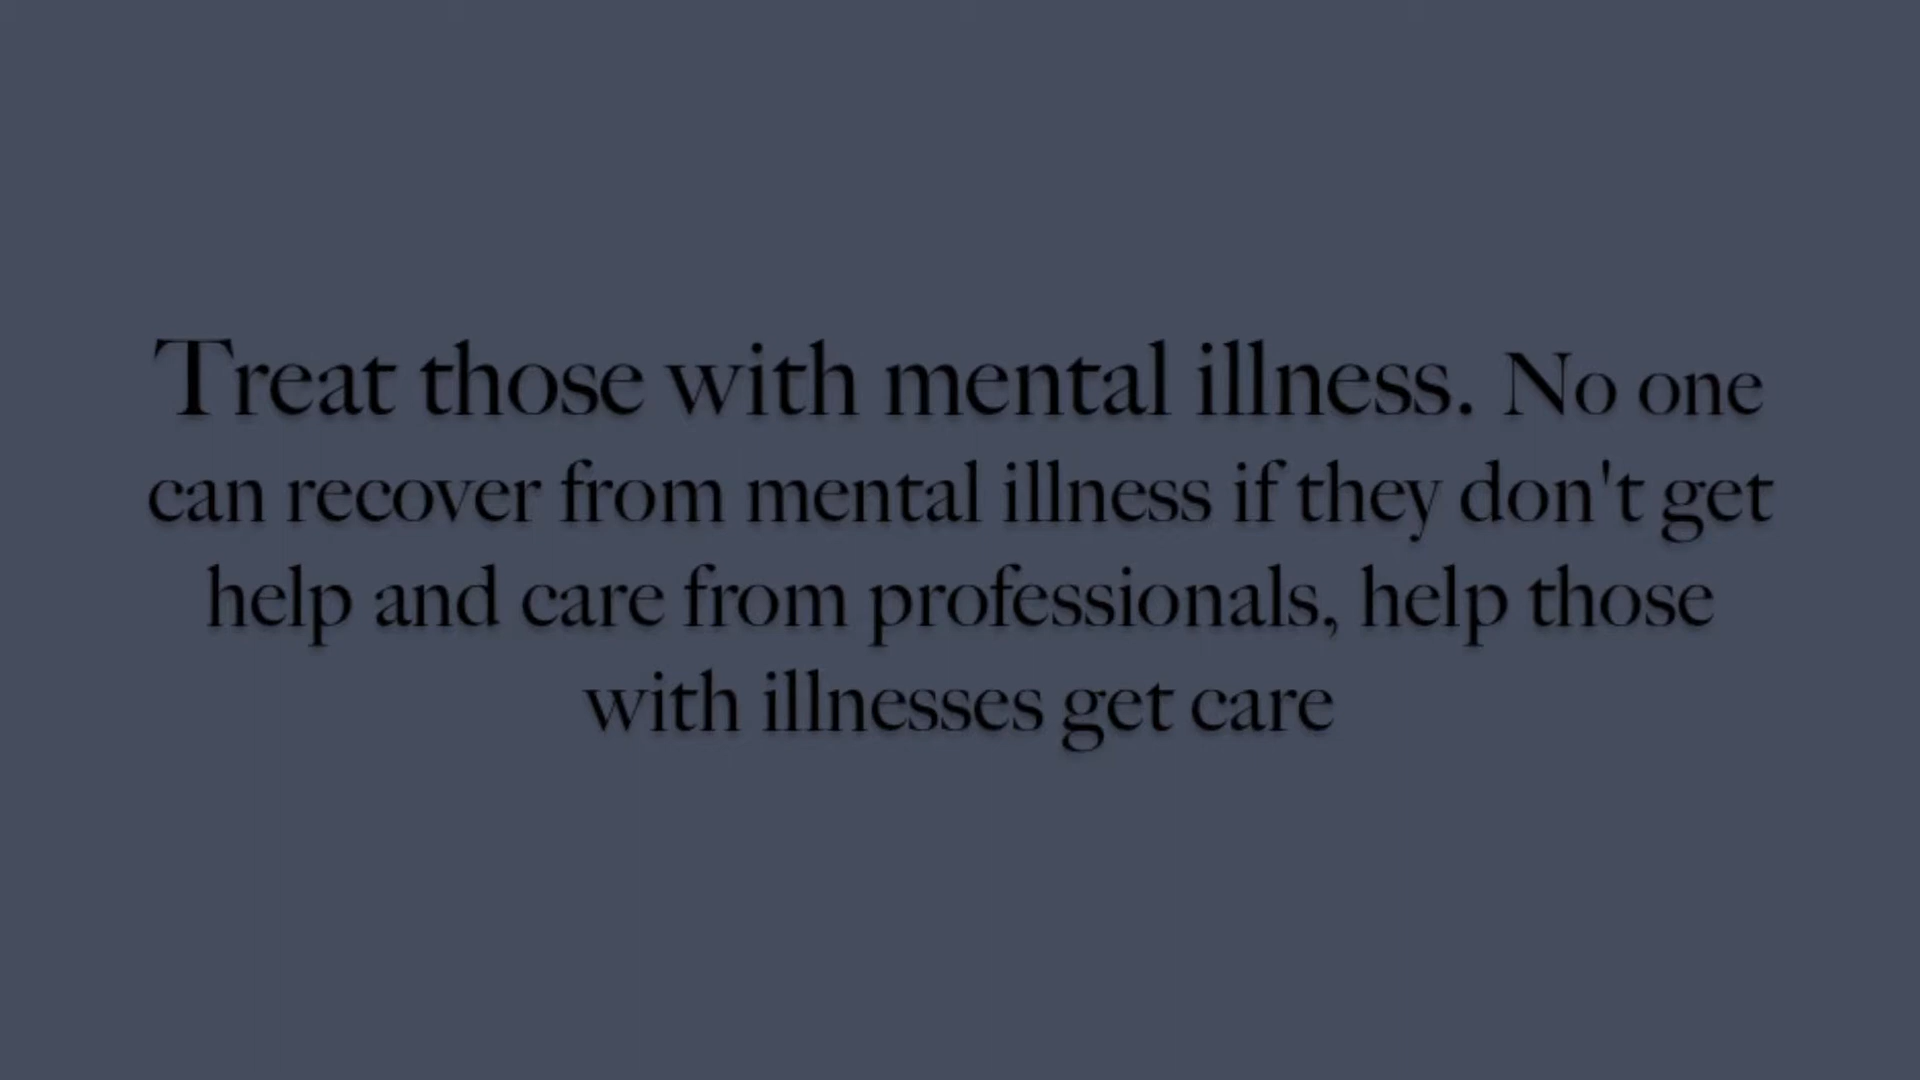 Treat those with mental illness. No one
can recover from mental illness if they don't get
help and care from professionals, help those
with illnesses get care